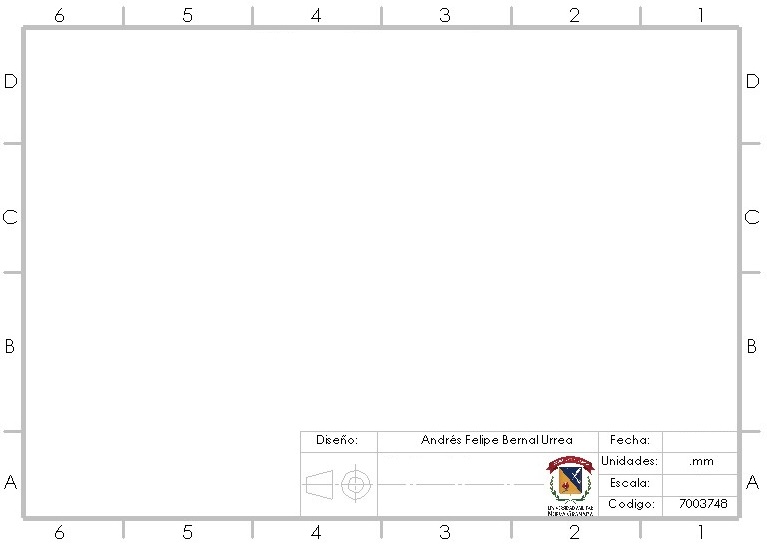 6 5 4 3 2 1
D D
C C
B B
Diseño: Andrés Felipe Bernal Urrea Fecha:
Unidades: .mm
A Escala: A
Codigo: 7003748
UNIVERSIDAD MILITAR
NUEVA GRANADA
6 5 4 3 2 1